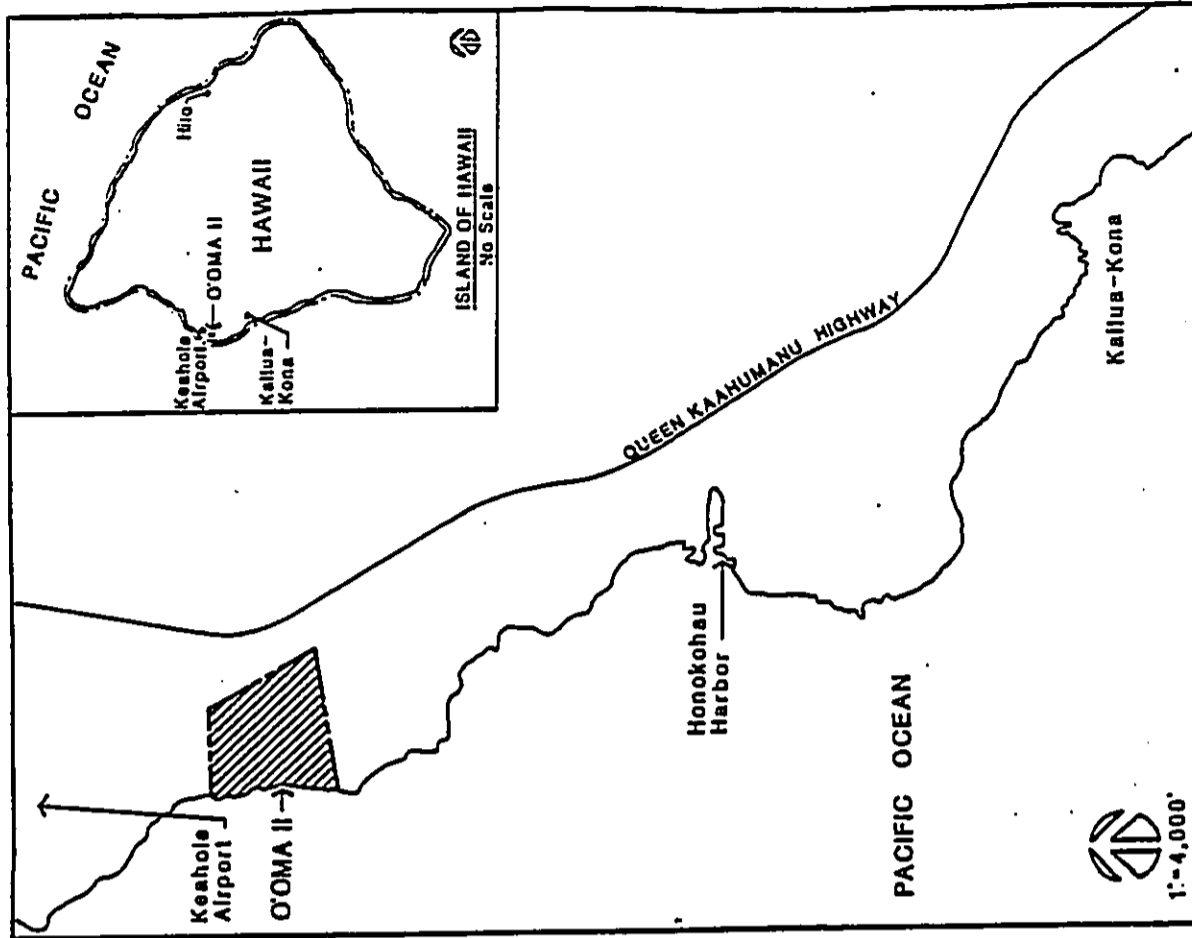 PACIFIC
OCEAN
Hilo
O'OMA II
HAWAII
Keahole
Airport
Kailua-
Kona
ISLAND OF HAWAII
No Scale
QUEEN KAAHUMANU HIGHWAY
Keahole
Airport
O'OMA II
Honokohau
Harbor
Kailua-Kona
PACIFIC OCEAN
1"=4,000'